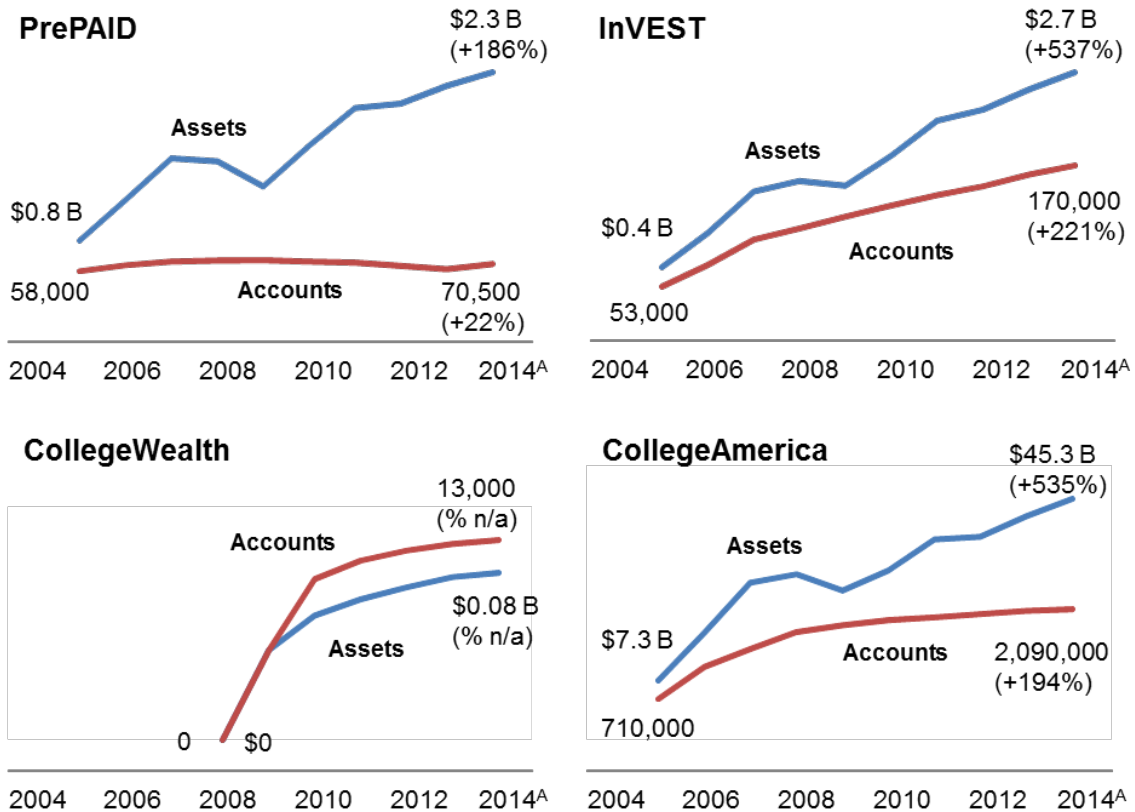 PrePAID
$2.3 B
(+186%)
Assets
$0.8 B
58,000
Accounts
70,500
(+22%)
2004 2006 2008 2010 2012 2014A
InVEST
$2.7 B
(+537%)
Assets
$0.4 B
170,000
(+221%)
Accounts
53,000
2004 2006 2008 2010 2012 2014A
CollegeWealth
13,000
(% n/a)
Accounts
$0.08 B
(% n/a)
Assets
0 $0
2004 2006 2008 2010 2012 2014A
CollegeAmerica
$45.3 B
(+535%)
Assets
$7.3 B
Accounts
2,090,000
(+194%)
710,000
2004 2006 2008 2010 2012 2014A